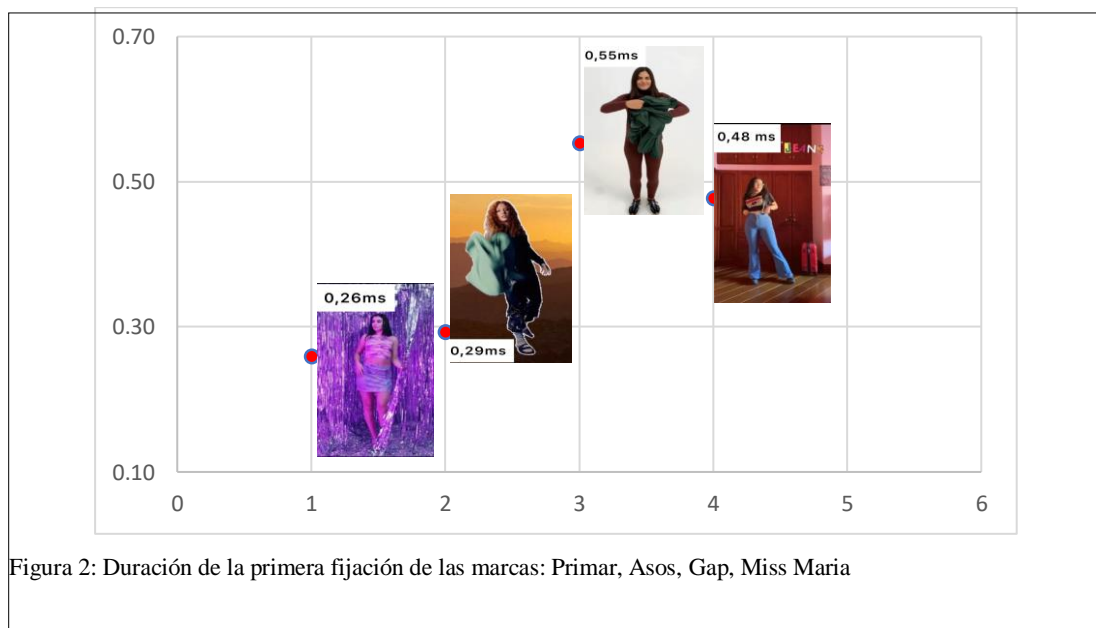 0.70
0,55ms
0,48 ms
JEANS
0.50
0,26ms
0.30
0,29ms
0.10
0 1 2 3 4 5 6
Figura 2: Duración de la primera fijación de las marcas: Primar, Asos, Gap, Miss Maria